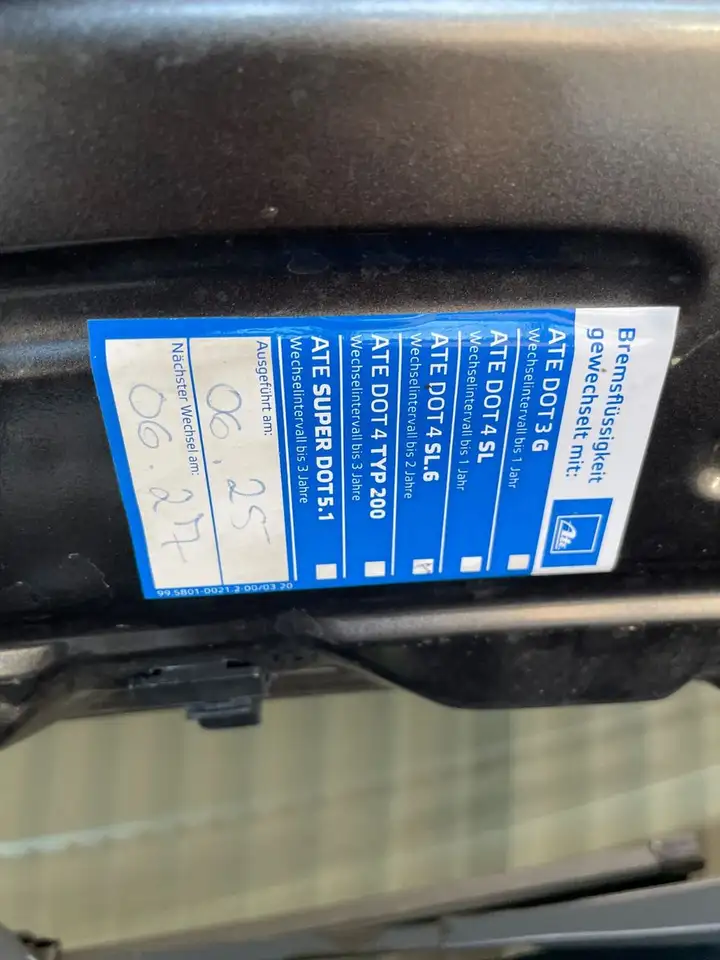 Bremsflüssigkeit
gewechselt mit:
Ate
ATE DOT 3 G
Wechselintervall bis 1 Jahr
ATE DOT 4 SL
Wechselintervall bis 1 Jahr
ATE DOT 4 SL.6
Wechselintervall bis 2 Jahre
ATE DOT 4 TYP 200
Wechselintervall bis 3 Jahre
ATE SUPER DOT 5.1
Wechselintervall bis 3 Jahre
Ausgeführt am:
06.25
Nächster Wechsel am:
06.27
99 5801-0021.2-00/03.20